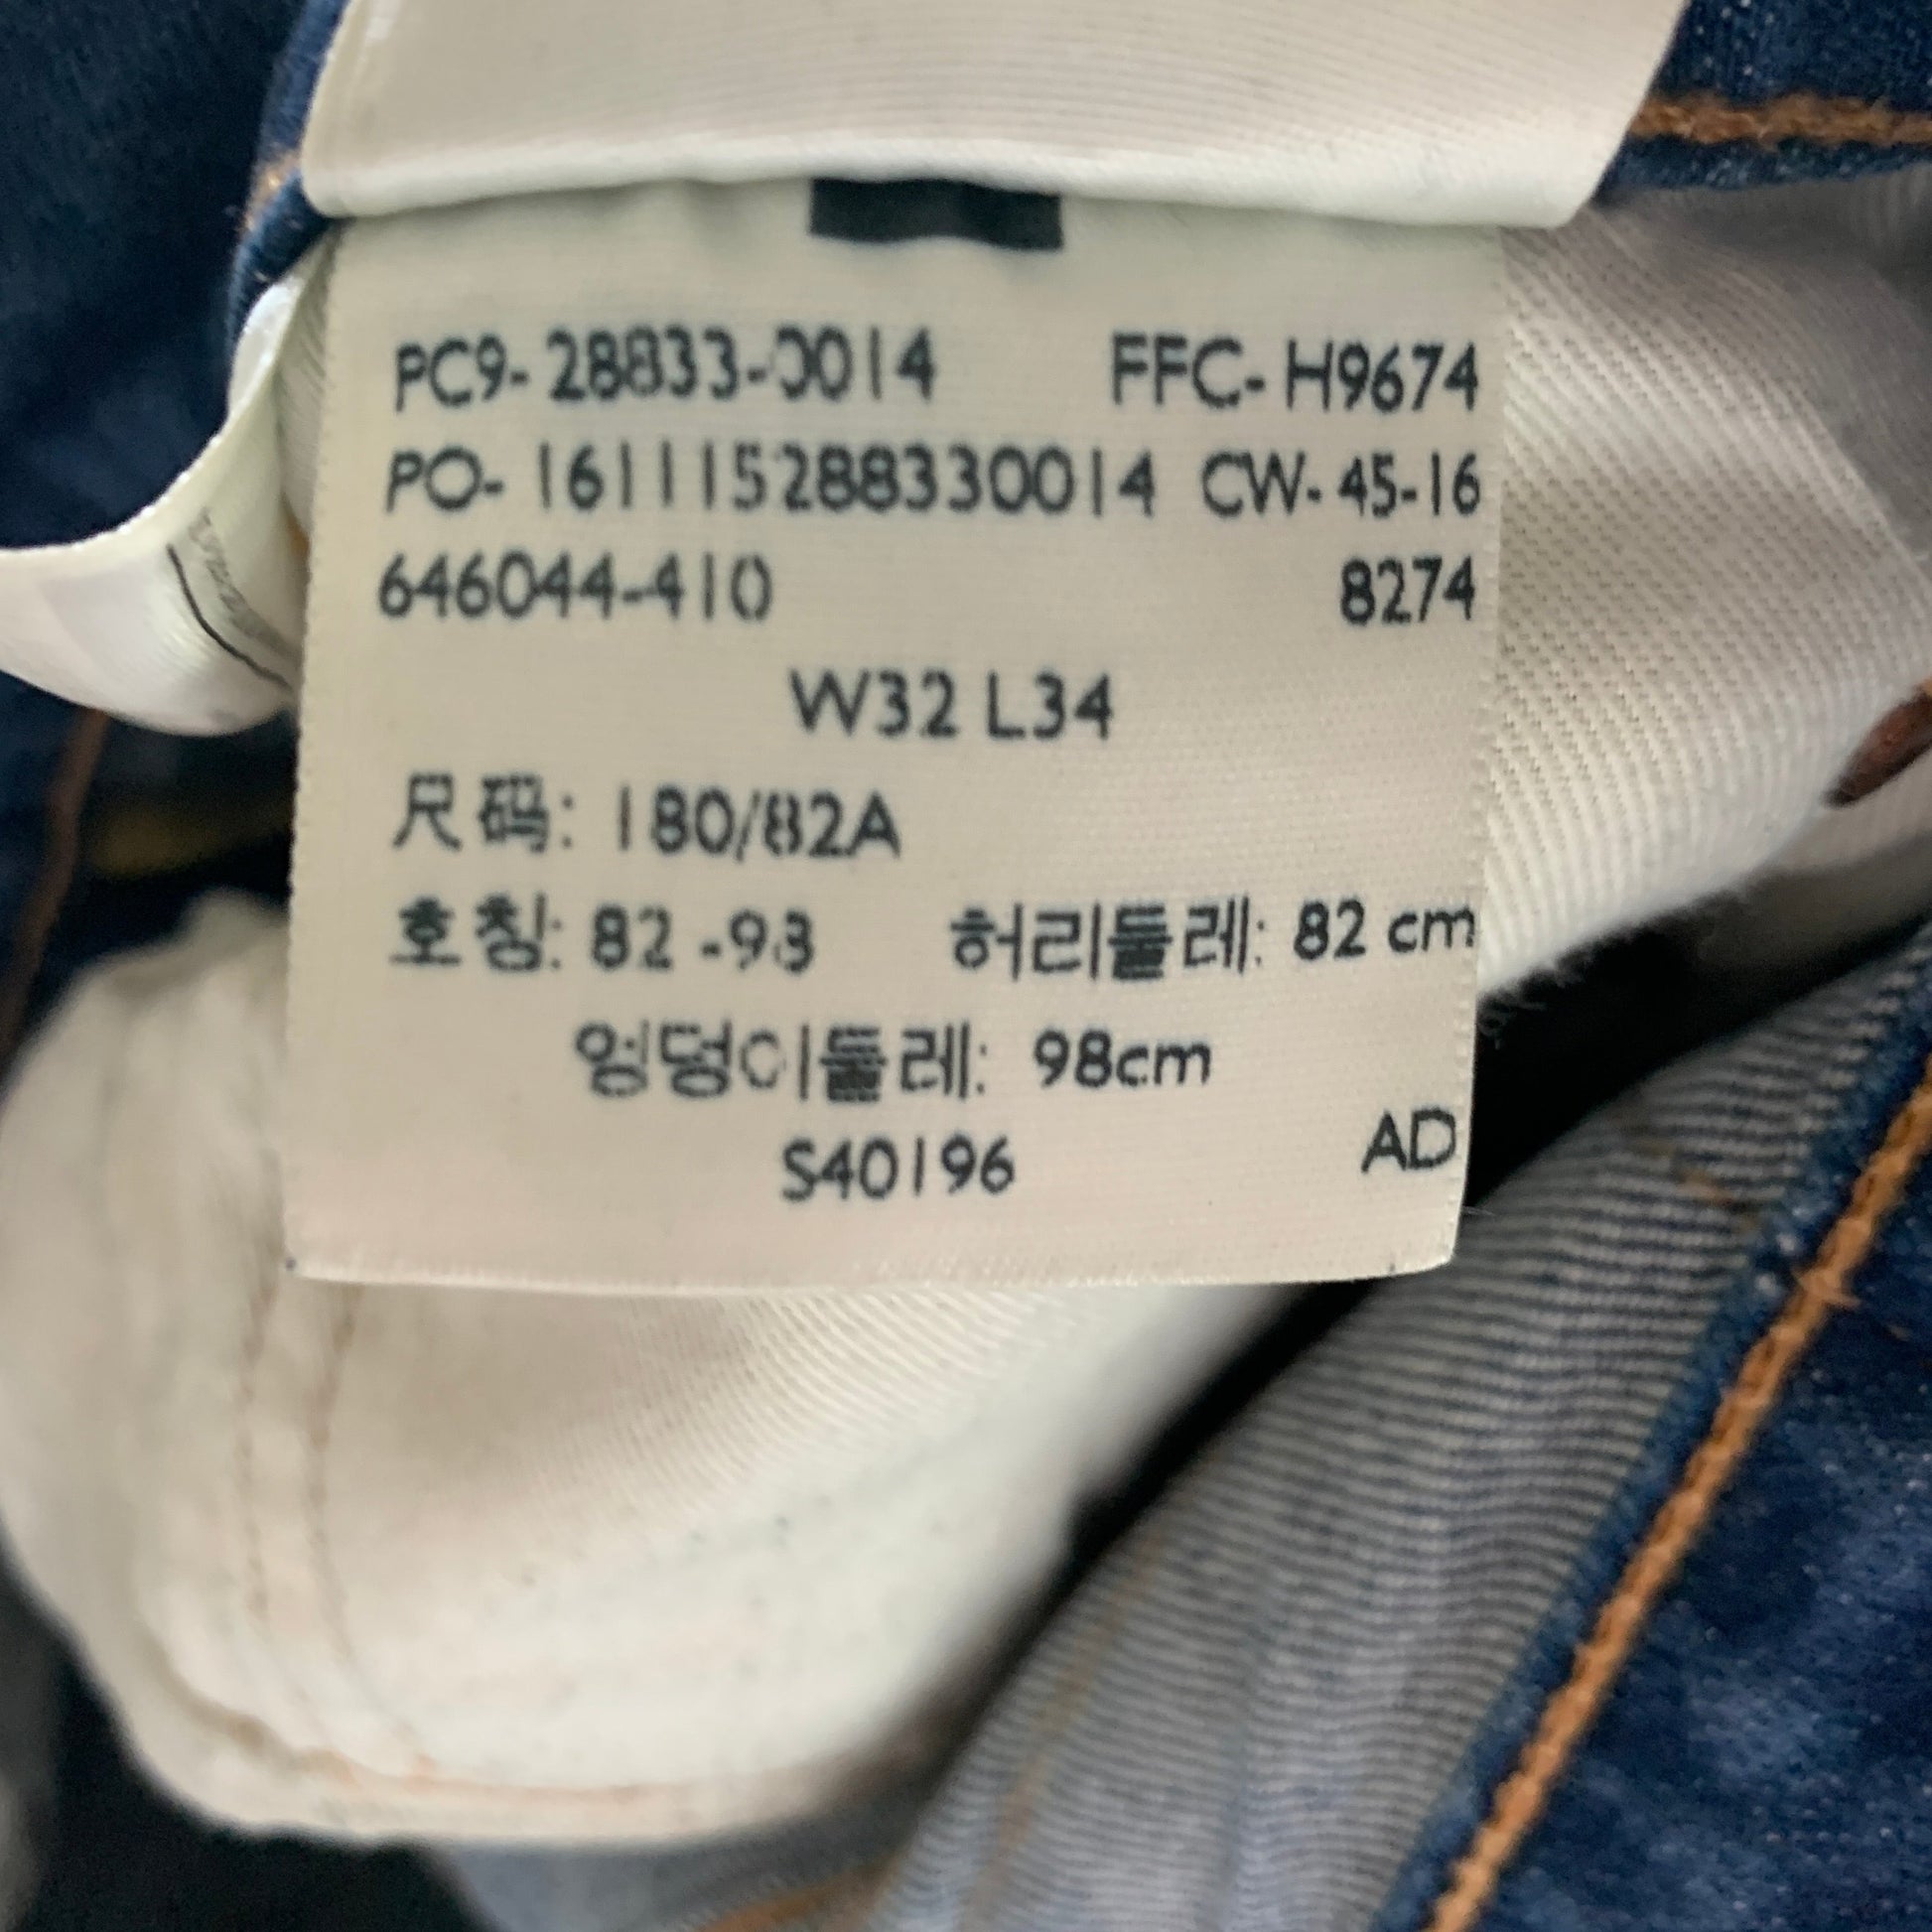 PC9- 28833-0014 FFC- H9674
PO- 161115288330014 CW- 45-16
646044-410 8274
W32 L34
尺码: 180/82A
호칭: 82 -98 허리둘레: 82 cm
엉덩이둘레: 98cm
S40196 AD